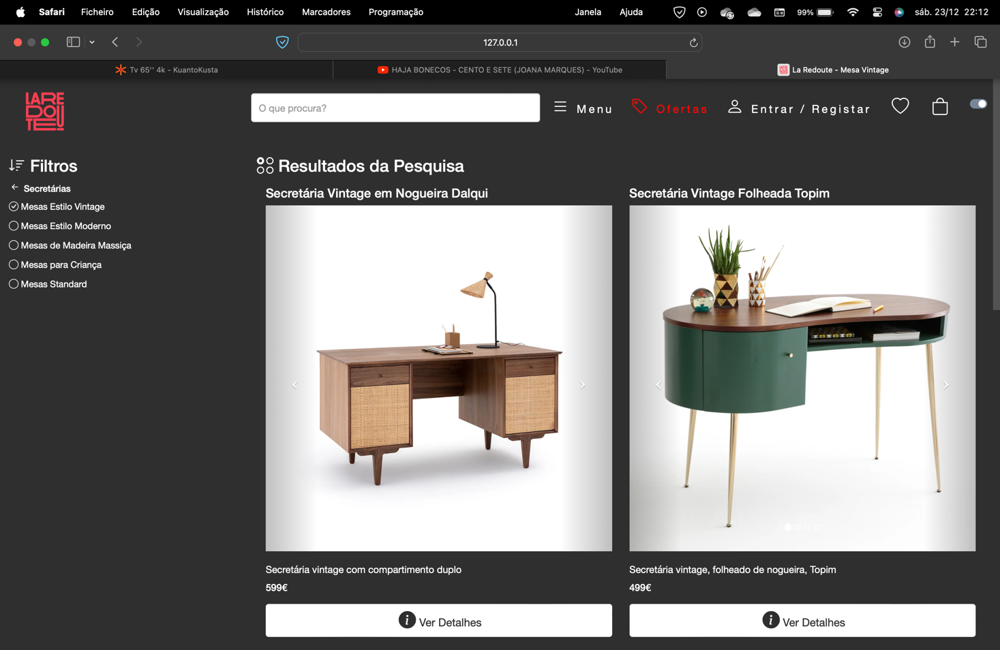 Safari Ficheiro Edição Visualização Histórico Marcadores Programação Janela Ajuda 99% sáb. 23/12 22:12
127.0.0.1
Tv 65'' 4k - KuantoKusta
HAJA BONECOS - CENTO E SETE (JOANA MARQUES) - YouTube
La Redoute - Mesa Vintage
LA RE
DOU
TE!
O que procura?
Menu
Ofertas
Entrar / Registar
Filtros
Secretárias
Mesas Estilo Vintage
Mesas Estilo Moderno
Mesas de Madeira Massiça
Mesas para Criança
Mesas Standard
Resultados da Pesquisa
Secretária Vintage em Nogueira Dalqui
Secretária vintage com compartimento duplo
599€
Ver Detalhes
Secretária Vintage Folheada Topim
Secretária vintage, folheado de nogueira, Topim
499€
Ver Detalhes